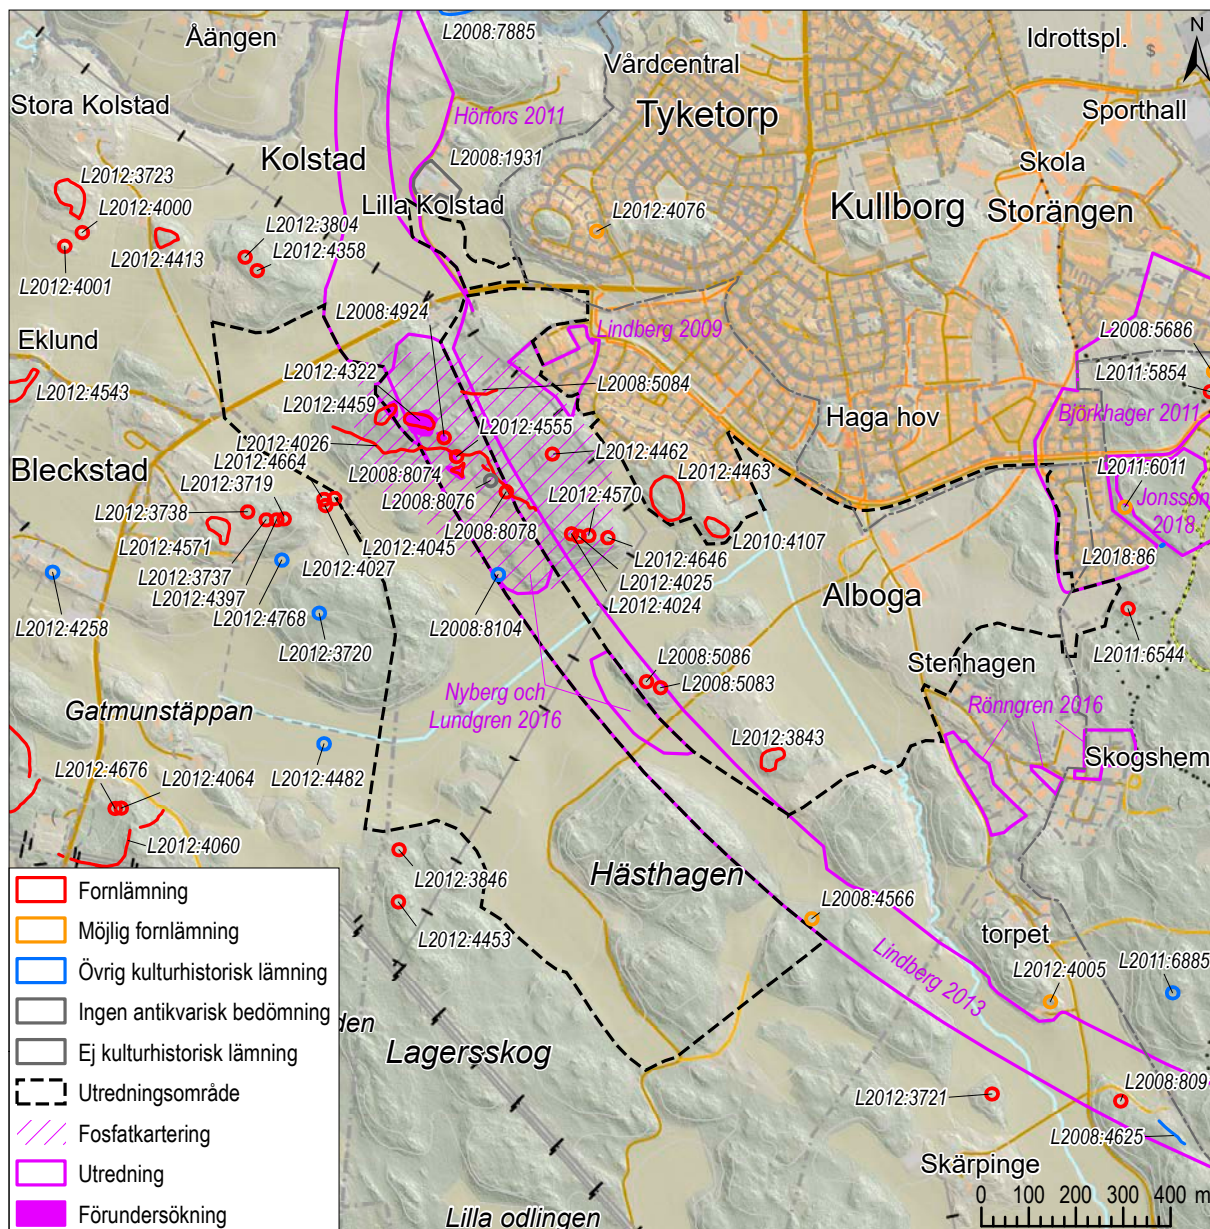 L2008:7885
Åängen
Idrottspl.
N
Vårdcentral
Stora Kolstad
Hörfors 2011
Tyketorp
Sporthall
Kolstad
L2008:1931
Skola
L2012:3723
Lilla Kolstad
Kullborg
Storängen
L2012:4000
L2012:3804
L2012:4076
L2012:4413
L2012:4358
L2012:4001
L2008:4924
Eklund
Lindberg 2009
L2008:5686
L2012:4322
L2008:5084
L2011:5854
L2012:4543
L2012:4459
Björkhager 2011
Haga hov
L2012:4026
L2012:4555
L2012:4462
L2012:4463
L2012:4664
L2011:6011
Bleckstad
L2008:8074
L2012:3719
L2008:8076
L2012:4570
Jonsson
2018
L2012:3738
L2008:8078
L2012:4571
L2012:4045
L2010:4107
L2012:4646
L2018:86
L2012:4027
L2012:3737
L2012:4025
L2012:4397
L2012:4024
Alboga
L2012:4768
L2012:4258
L2008:8104
L2012:3720
L2011:6544
L2008:5086
Stenhagen
L2008:5083
Nyberg och
Lundgren 2016
Rönngren 2016
Gatmunstäppan
L2012:3843
Skogshem
L2012:4676
L2012:4064
L2012:4482
L2012:4060
Hästhagen
L2012:3846
Fornlämning
L2008:4566
Möjlig fornlämning
L2012:4453
torpet
Övrig kulturhistorisk lämning
Lindberg 2013
L2011:6885
L2012:4005
Ingen antikvarisk bedömning
den
Ej kulturhistorisk lämning
Lagersskog
Utredningsområde
L2008:809
L2012:3721
Fosfatkartering
L2008:4625
Utredning
Skärpinge
0 100 200 300 400 m
Förundersökning
Lilla odlingen